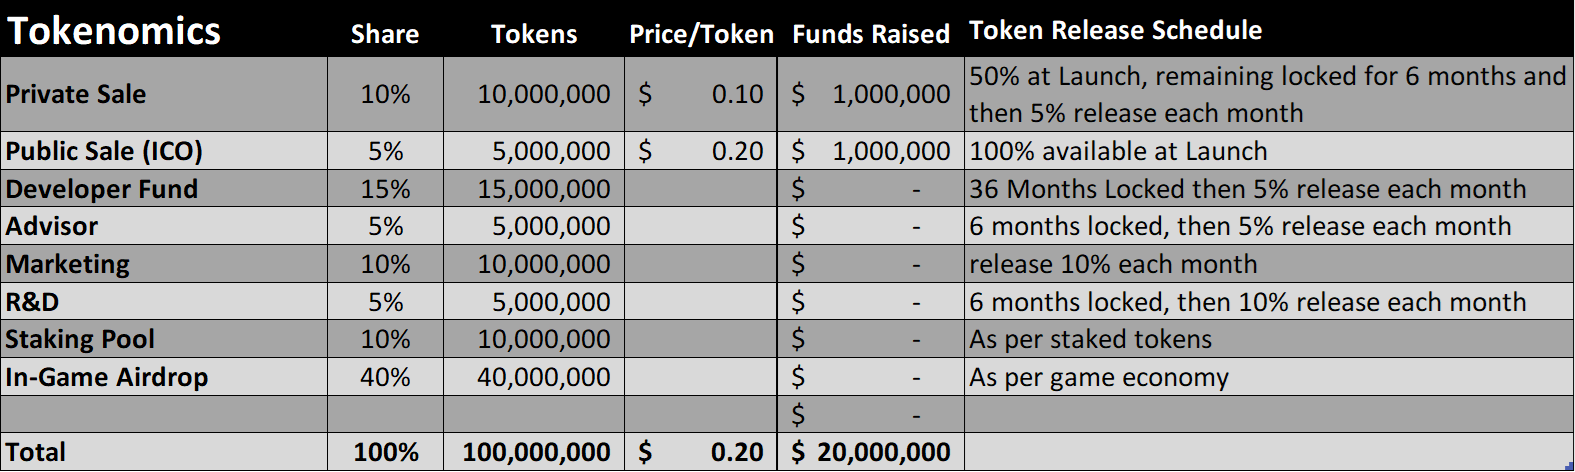 Tokenomics Share Tokens Price/Token Funds Raised Token Release Schedule
Private Sale 10% 10,000,000 $ 0.10 $ 1,000,000 50% at Launch, remaining locked for 6 months and
then 5% release each month
Public Sale (ICO) 5% 5,000,000 $ 0.20 $ 1,000,000 100% available at Launch
Developer Fund 15% 15,000,000 $ - 36 Months Locked then 5% release each month
Advisor 5% 5,000,000 $ - 6 months locked, then 5% release each month
Marketing 10% 10,000,000 $ - release 10% each month
R&D 5% 5,000,000 $ - 6 months locked, then 10% release each month
Staking Pool 10% 10,000,000 $ - As per staked tokens
In-Game Airdrop 40% 40,000,000 $ - As per game economy
$ -
Total 100% 100,000,000 $ 0.20 $ 20,000,000